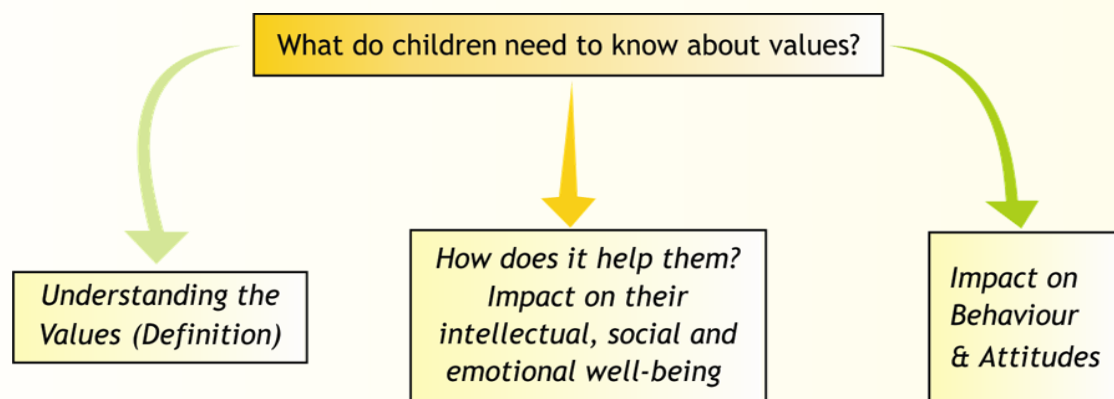 What do children need to know about values?
Understanding the
Values (Definition)
How does it help them?
Impact on their
intellectual, social and
emotional well-being
Impact on
Behaviour
& Attitudes